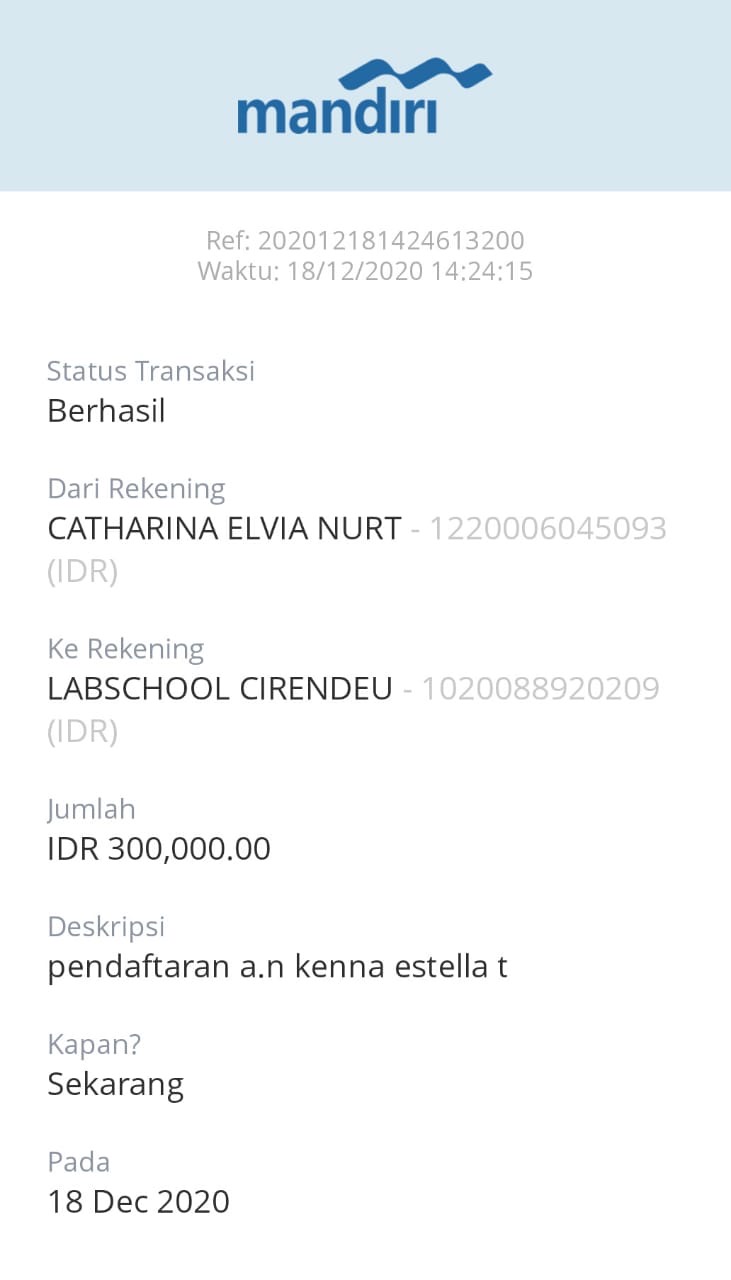 mandiri
Ref: 202012181424613200
Waktu: 18/12/2020 14:24:15
Status Transaksi
Berhasil
Dari Rekening
CATHARINA ELVIA NURT - 1220006045093
(IDR)
Ke Rekening
LABSCHOOL CIRENDEU - 1020088920209
(IDR)
Jumlah
IDR 300,000.00
Deskripsi
pendaftaran a.n kenna estella t
Kapan?
Sekarang
Pada
18 Dec 2020